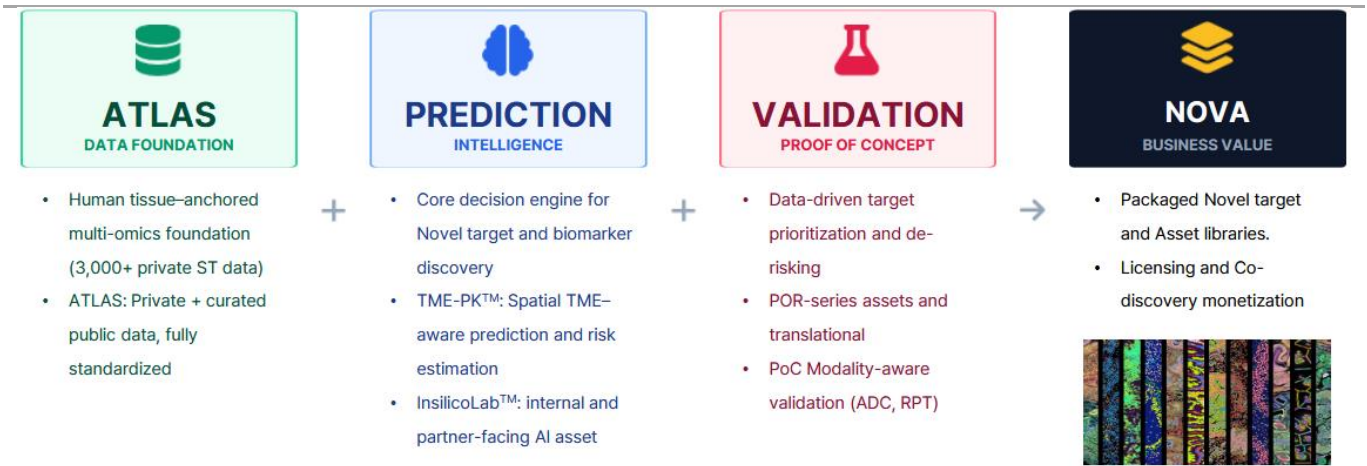 ATLAS
DATA FOUNDATION
• Human tissue–anchored
multi-omics foundation
(3,000+ private ST data)
• ATLAS: Private + curated
public data, fully
standardized
+
PREDICTION
INTELLIGENCE
• Core decision engine for
Novel target and biomarker
discovery
• TME-PK™: Spatial TME–
aware prediction and risk
estimation
• InsilicoLab™: internal and
partner-facing AI asset
+
VALIDATION
PROOF OF CONCEPT
• Data-driven target
prioritization and de-
risking
• POR-series assets and
translational
• PoC Modality-aware
validation (ADC, RPT)
→
NOVA
BUSINESS VALUE
• Packaged Novel target
and Asset libraries.
• Licensing and Co-
discovery monetization